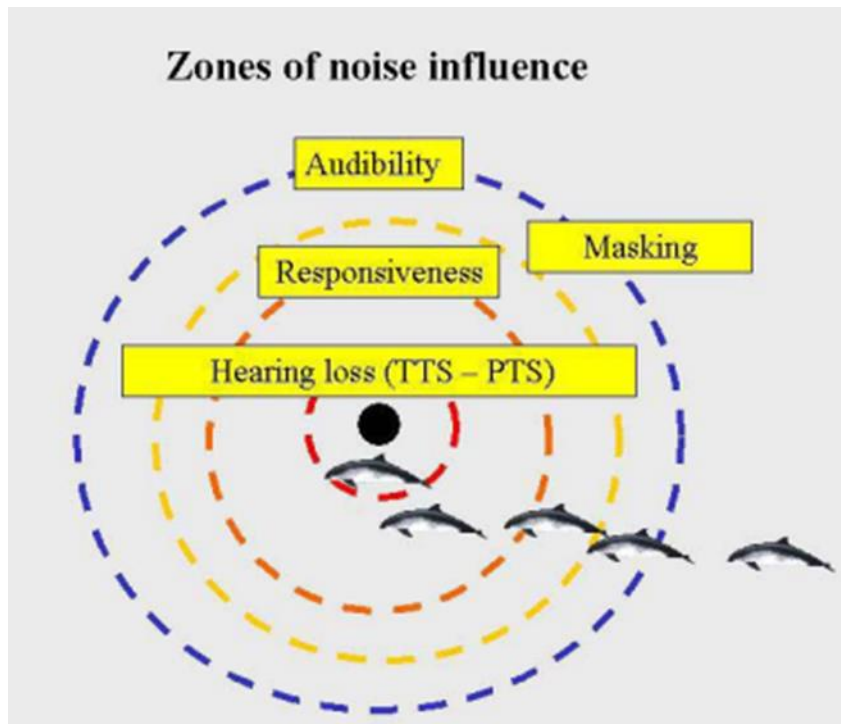 Zones of noise influence
Audibility
Masking
Responsiveness
Hearing loss (TTS – PTS)